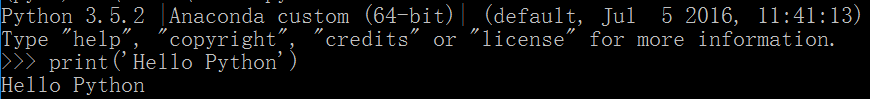 Python 3.5.2 |Anaconda custom (64-bit)| (default, Jul  5 2016, 11:41:13)
Type "help", "copyright", "credits" or "license" for more information.
>>> print('Hello Python')
Hello Python